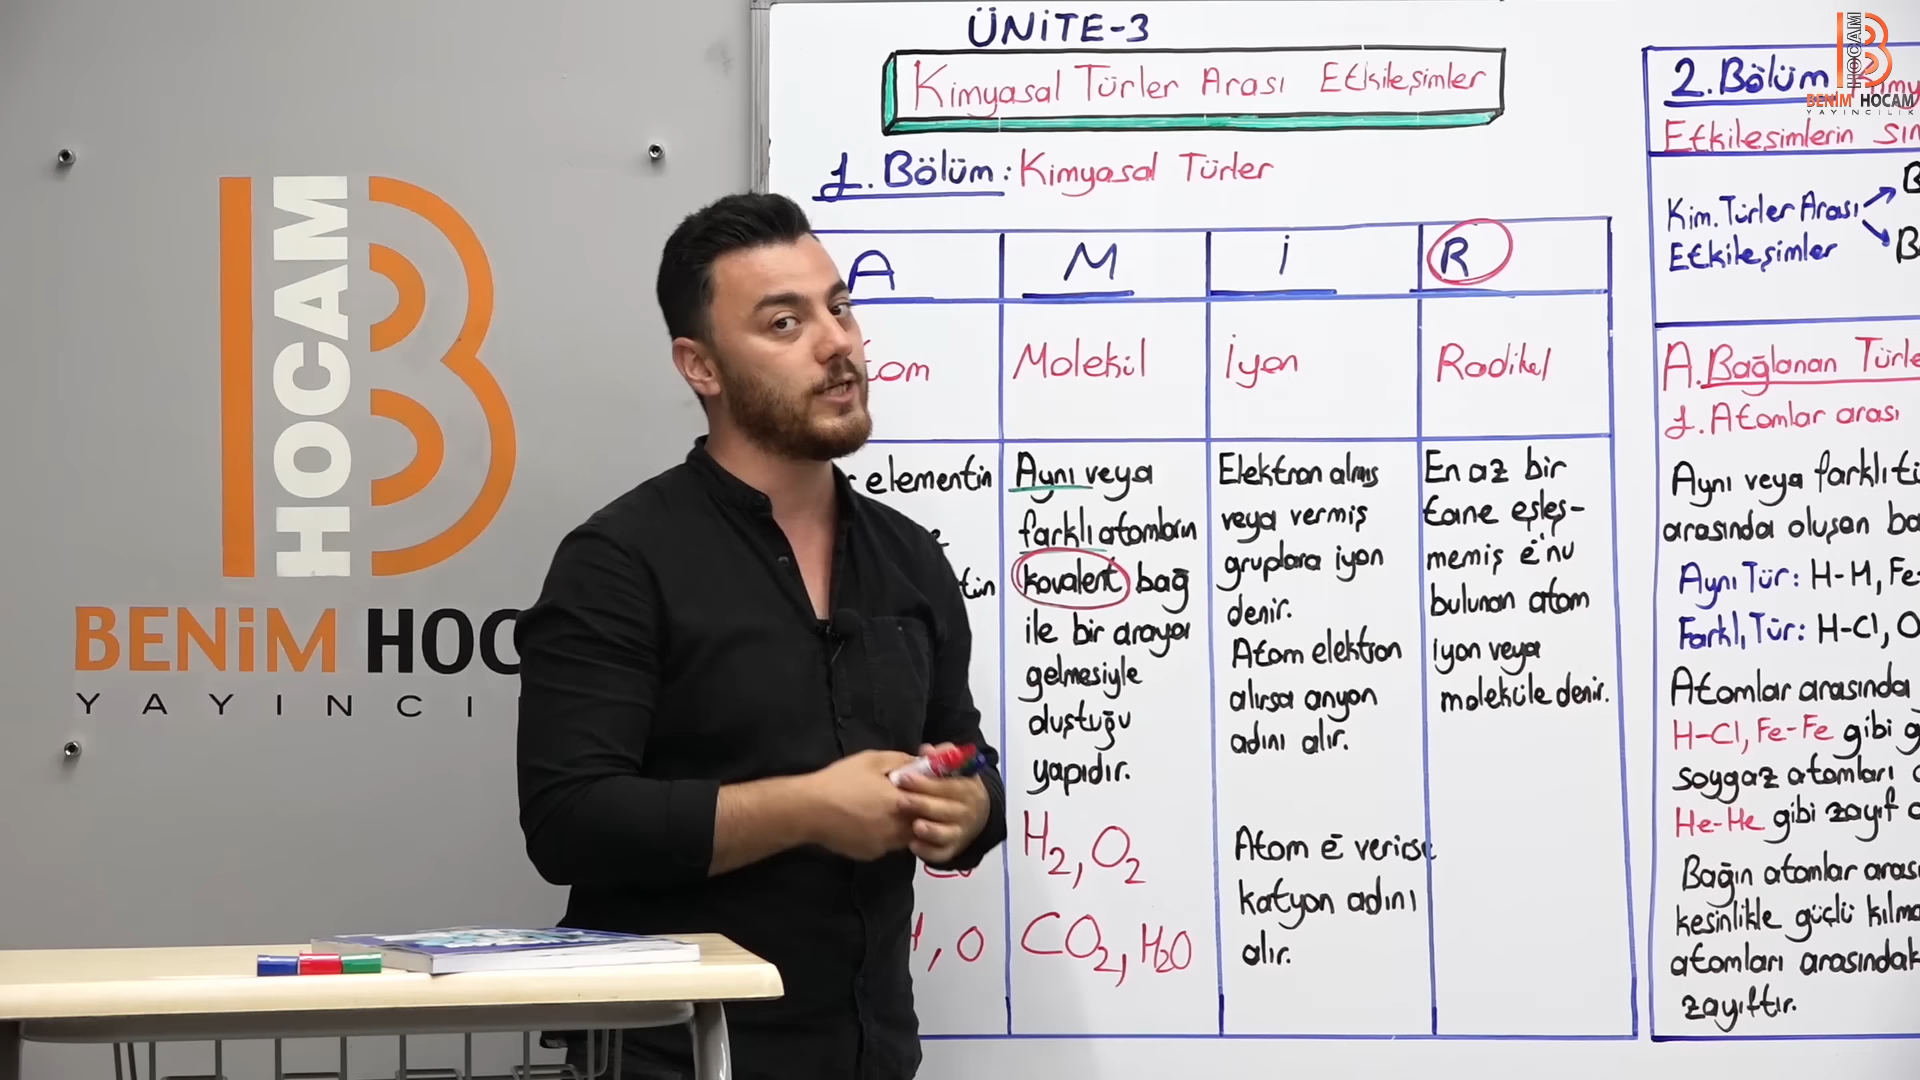 HOCAM
BENİM HOC
YAYINCI
ÜNİTE-3
Kimyasal Türler Arası Etkileşimler
1. Bölüm: Kimyasal Türler
A M İ R
tom Molekül İyon Radikal
elementin
tün
, O
Aynı veya
farklı atomların
kovalent bağ
ile bir araya
gelmesiyle
oluştuğu
yapıdır.
H2, O2
CO2, H2O
Elektron almış
veya vermiş
gruplara iyon
denir.
Atom elektron
alırsa anyon
adını alır.
Atom ē verirse
katyon adını
alır.
En az bir
tane eşleş-
memiş ē'nu
bulunan atom
iyon veya
moleküle denir.
2. Bölüm
Etkileşimlerin sın
Kim. Türler Arası
Etkileşimler
B
B
A. Bağlanan Türle
1. Atomlar arası
Aynı veya farklı tü
arasında oluşan ba
Aynı Tür: H-H, Fe-
Farklı Tür: H-Cl, O
Atomlar arasında
H-Cl, Fe-Fe gibi g
soygaz atomları
He-He gibi zayıf
Bağın atomlar aras
kesinlikle güçlü kılma
atomları arasındak
zayıftır.
HOCAM
BENİM HOCAM
YAYINCILIK